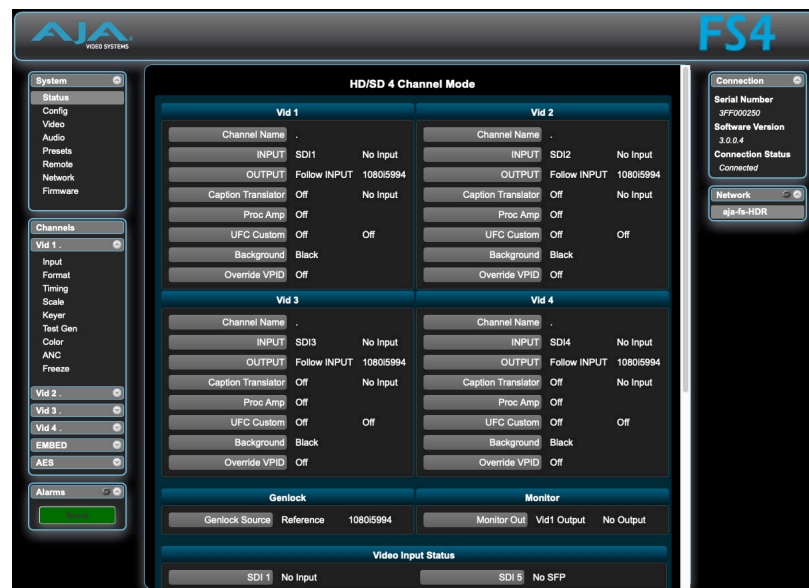 AJA
VIDEO SYSTEMS
FS4
System
Status
Config
Video
Audio
Presets
Remote
Network
Firmware
Channels
Vid 1 .
Input
Format
Timing
Scale
Keyer
Test Gen
Color
ANC
Freeze
Vid 2 .
Vid 3 .
Vid 4 .
EMBED
AES
Alarms
HD/SD 4 Channel Mode
Vid 1
Channel Name .
INPUT SDI1 No Input
OUTPUT Follow INPUT 1080i5994
Caption Translator Off No Input
Proc Amp Off
UFC Custom Off Off
Background Black
Override VPID Off
Vid 2
Channel Name .
INPUT SDI2 No Input
OUTPUT Follow INPUT 1080i5994
Caption Translator Off No Input
Proc Amp Off
UFC Custom Off Off
Background Black
Override VPID Off
Vid 3
Channel Name .
INPUT SDI3 No Input
OUTPUT Follow INPUT 1080i5994
Caption Translator Off No Input
Proc Amp Off
UFC Custom Off Off
Background Black
Override VPID Off
Vid 4
Channel Name .
INPUT SDI4 No Input
OUTPUT Follow INPUT 1080i5994
Caption Translator Off No Input
Proc Amp Off
UFC Custom Off Off
Background Black
Override VPID Off
Genlock
Genlock Source Reference 1080i5994
Monitor
Monitor Out Vid1 Output No Output
Video Input Status
SDI 1 No Input
SDI 5 No SFP
Connection
Serial Number
3FF000250
Software Version
3.0.0.4
Connection Status
Connected
Network
aja-fs-HDR